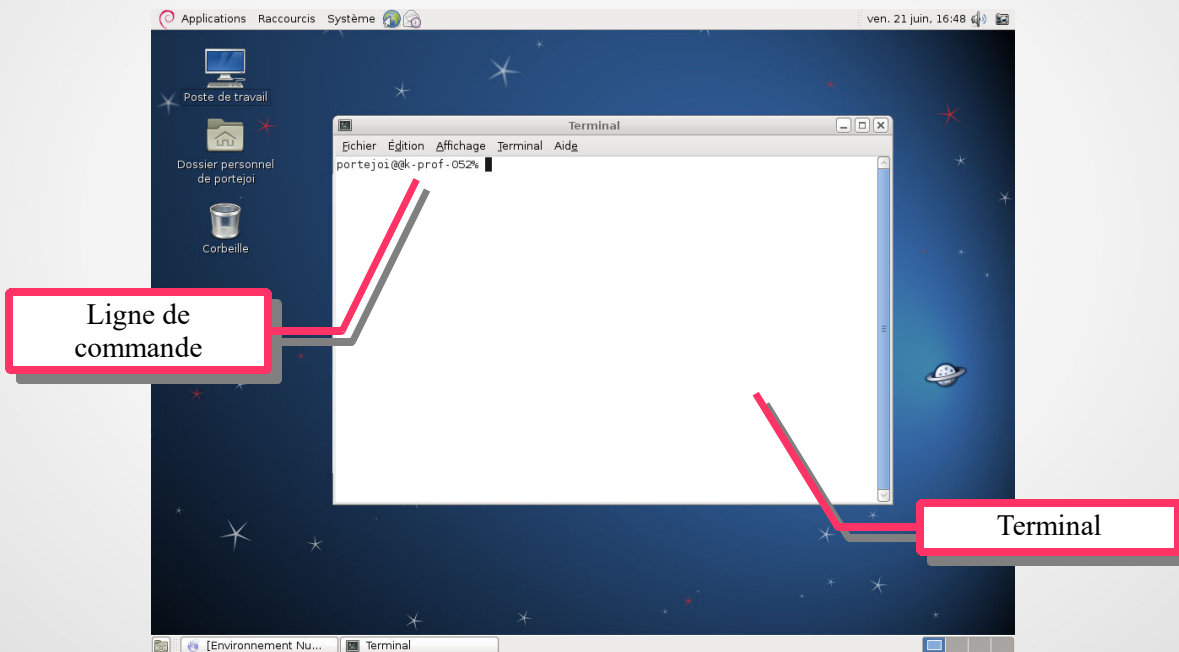 Applications Raccourcis Système ven. 21 juin, 16:48
Poste de travail
Dossier personnel
de portejoi
Corbeille
Terminal
Fichier Édition Affichage Terminal Aide
portejoi@@k-prof-052%
Ligne de
commande
Terminal
[Environnement Nu... Terminal